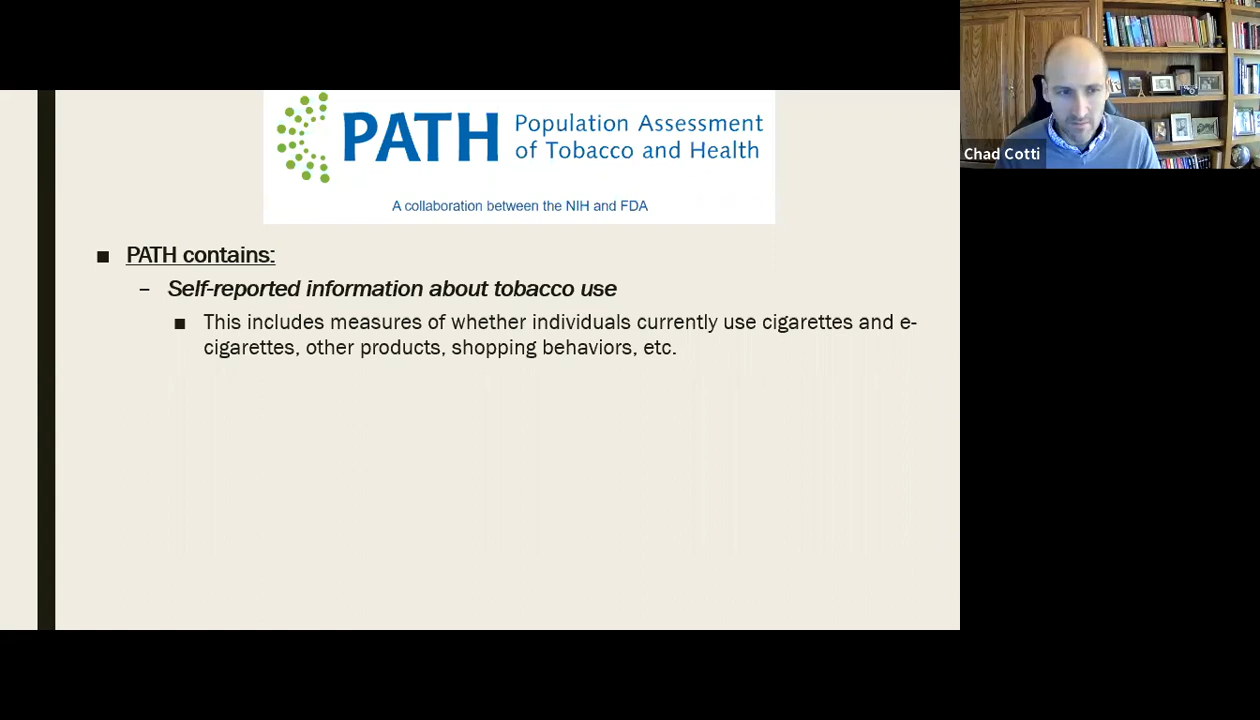 PATH Population Assessment
of Tobacco and Health
A collaboration between the NIH and FDA
Chad Cotti
■ PATH contains:
– Self-reported information about tobacco use
■ This includes measures of whether individuals currently use cigarettes and e-
cigarettes, other products, shopping behaviors, etc.